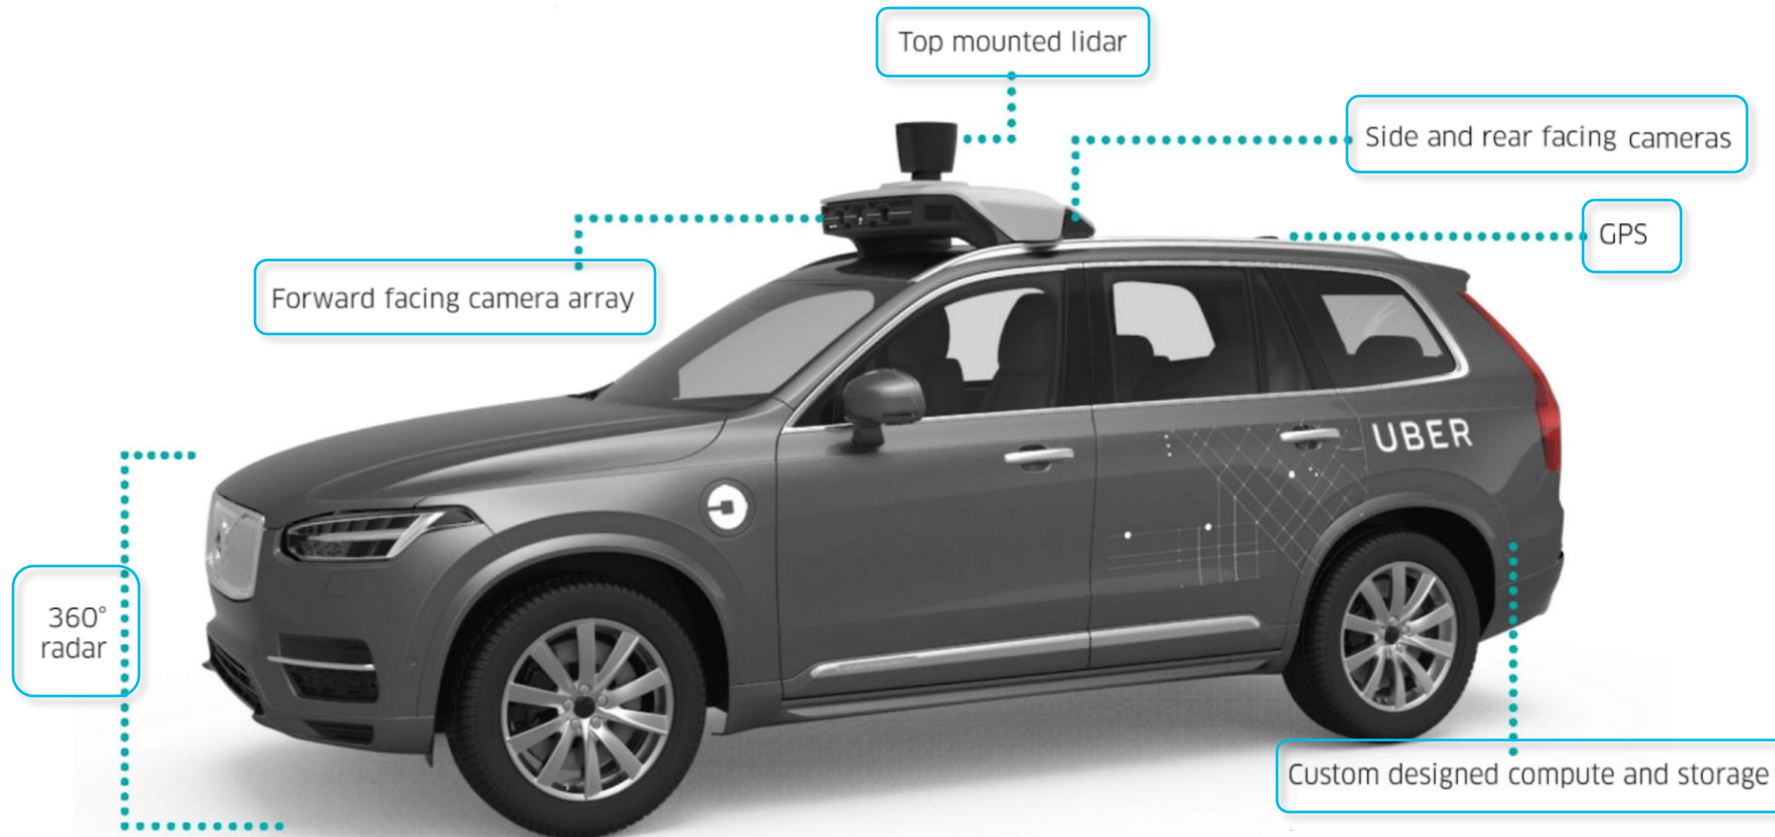 Top mounted lidar
Side and rear facing cameras
GPS
Forward facing camera array
UBER
360°
radar
Custom designed compute and storage